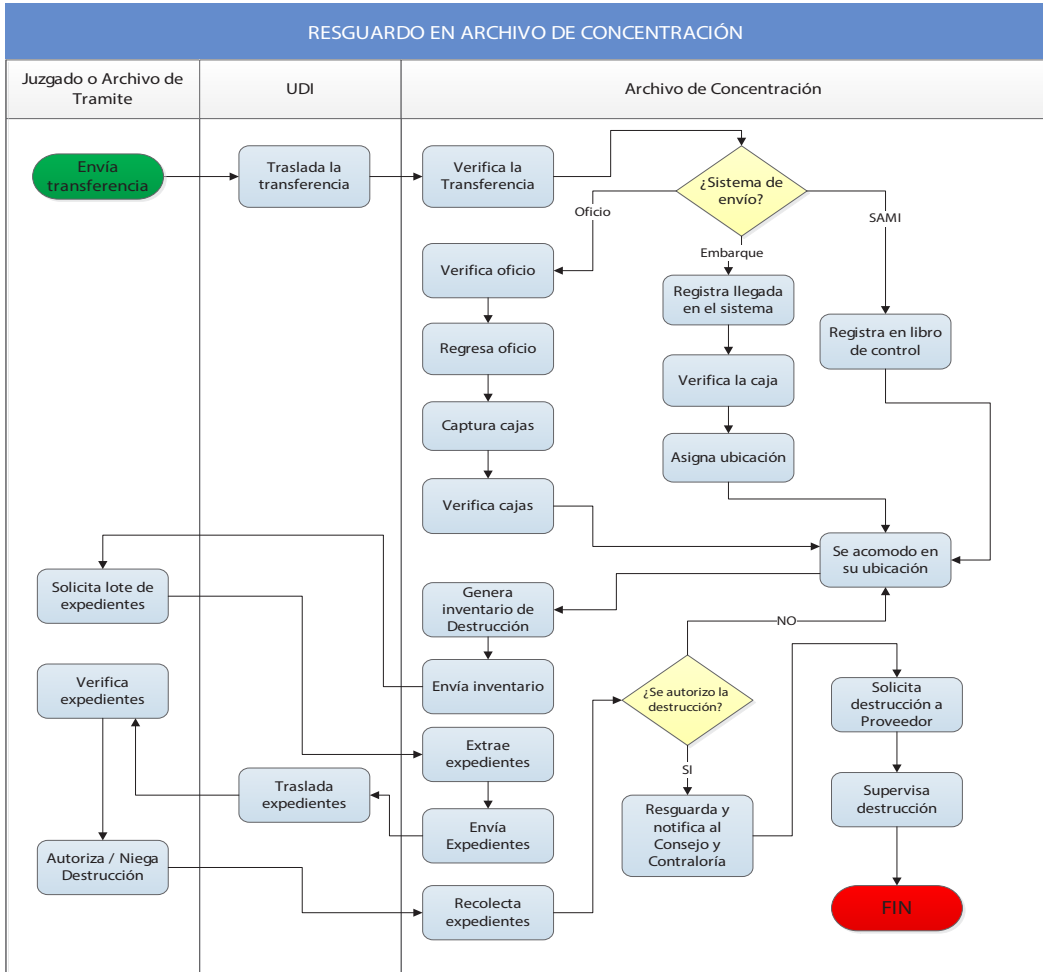 RESGUARDO EN ARCHIVO DE CONCENTRACIÓN
Juzgado o Archivo de
Tramite
UDI
Archivo de Concentración
Envía
transferencia
Traslada la
transferencia
Verifica la
Transferencia
¿Sistema de
envío?
Oficio
SAMI
Embarque
Verifica oficio
Registra llegada
en el sistema
Regresa oficio
Registra en libro
de control
Verifica la caja
Captura cajas
Asigna ubicación
Verifica cajas
Se acomodo en
su ubicación
Solicita lote de
expedientes
Genera
inventario de
Destrucción
NO
Verifica
expedientes
Envía inventario
¿Se autorizo la
destrucción?
Solicita
destrucción a
Proveedor
Extrae
expedientes
SI
Traslada
expedientes
Supervisa
destrucción
Envía
Expedientes
Resguarda y
notifica al
Consejo y
Contraloría
Autoriza / Niega
Destrucción
Recolecta
expedientes
FIN